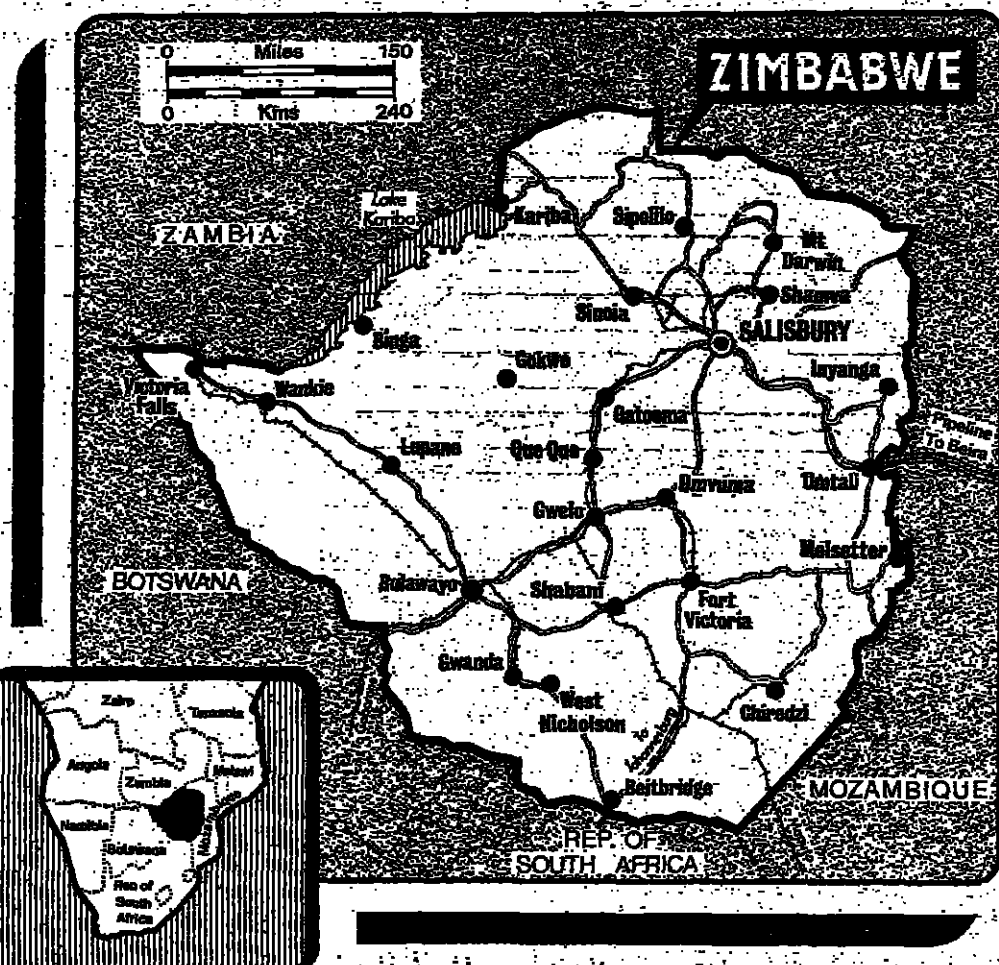 0 Miles 150
0 Kms 240
ZIMBABWE
ZAMBIA
Lake
Kariba
Kariba
Sipolilo
Mt.
Darwin
Shamva
Sinoia
SALISBURY
Binga
Gokwe
Inyanga
Victoria
Falls
Wankie
Gatooma
Pipeline
To Beira
Lupane
Que Que
Umvuma
Umtali
Gwelo
Melsetter
BOTSWANA
Bulawayo
Shabani
Fort
Victoria
Gwanda
West
Nicholson
Chiredzi
Beitbridge
MOZAMBIQUE
REP. OF
SOUTH AFRICA
Zaire
Tanzania
Angola
Zambia
Malawi
Namibia
Botswana
Rep of
South
Africa